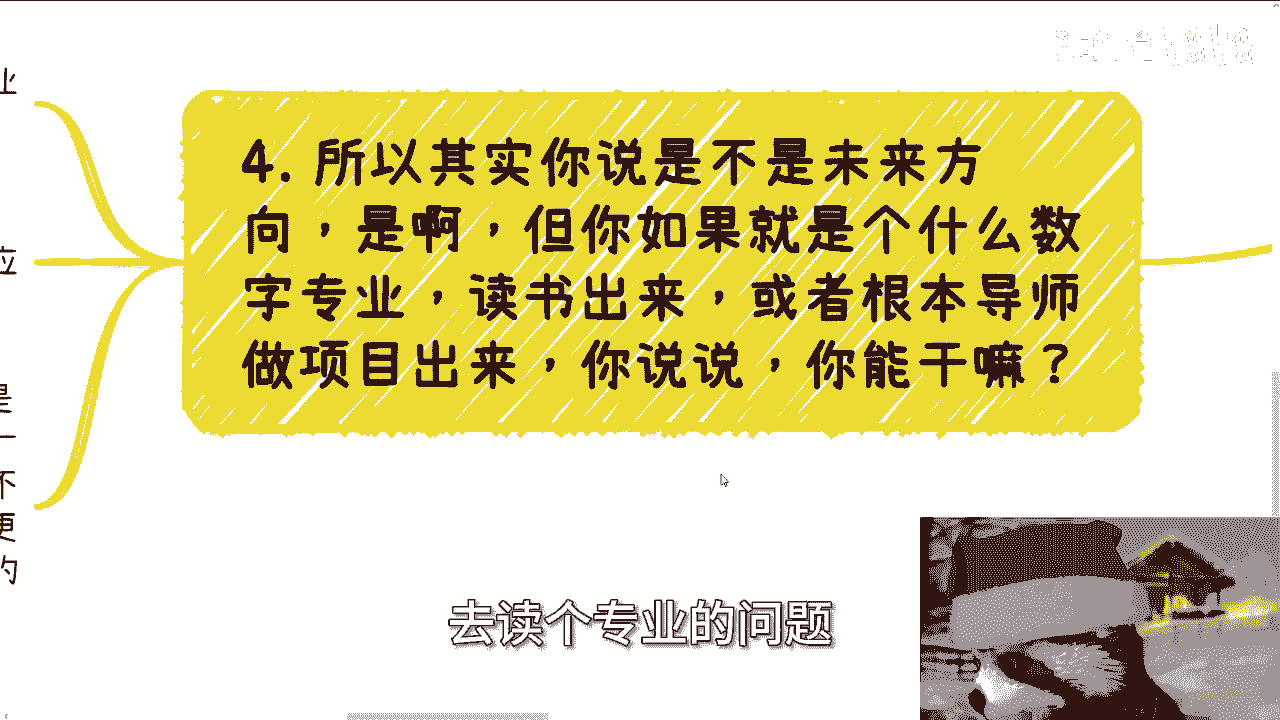 业
应
是
一
不
更
的
4. 所以其实你说是不是未来方
向，是啊，但你如果就是个什么数
字专业，读书出来，或者根本导师
做项目出来，你说说，你能干嘛？
去读个专业的问题